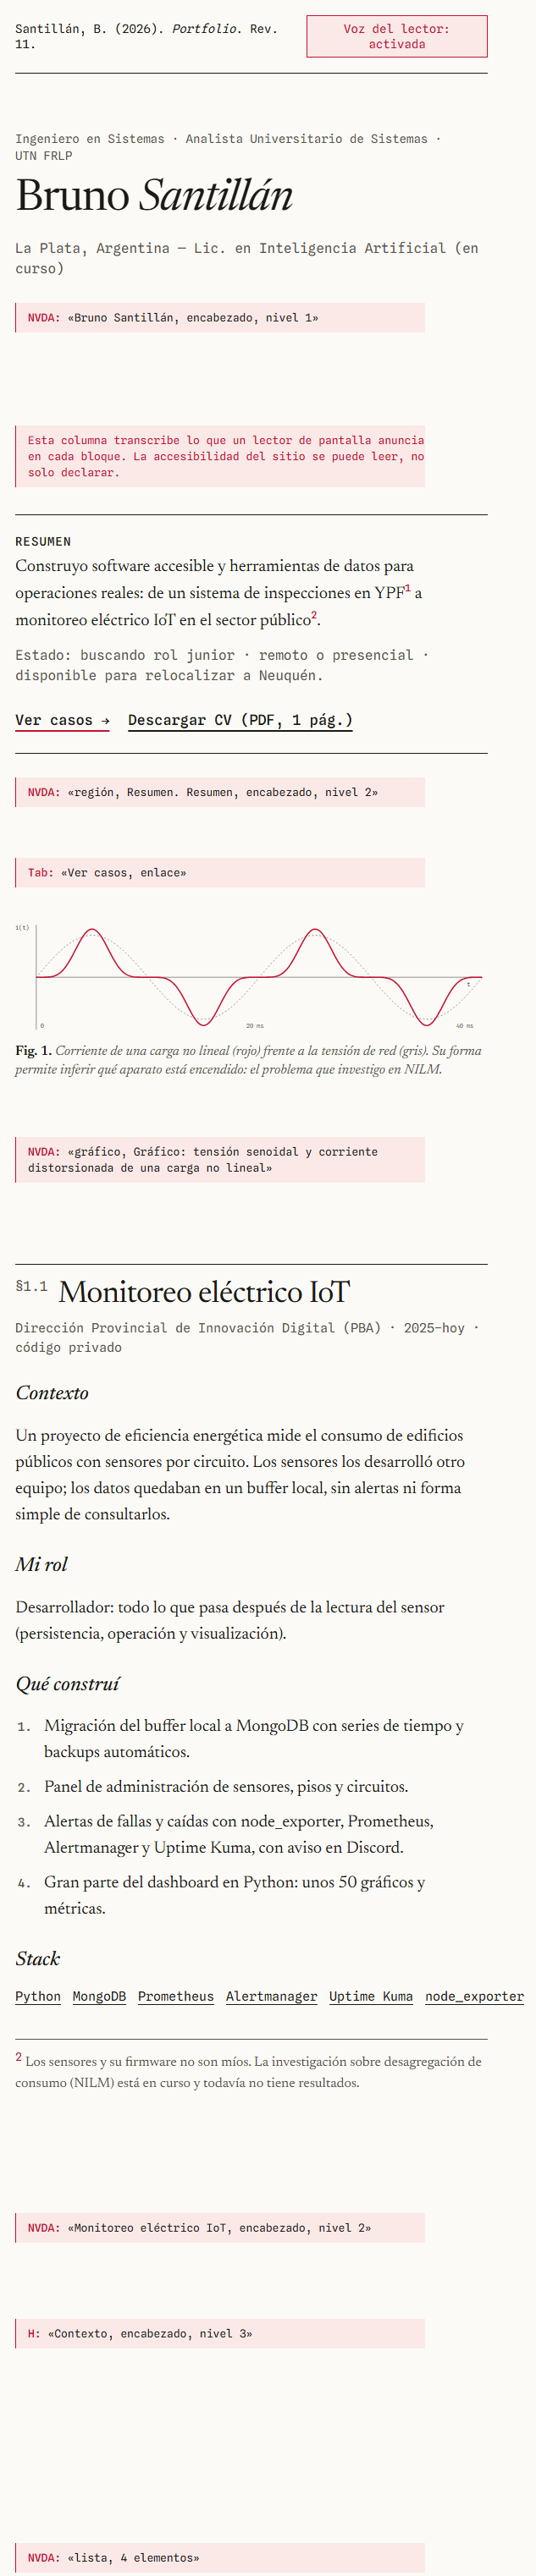 Santillán, B. (2026). Portfolio. Rev.
11.
Voz del lector:
activada
Ingeniero en Sistemas · Analista Universitario de Sistemas ·
UTN FRLP
Bruno Santillán
La Plata, Argentina — Lic. en Inteligencia Artificial (en
curso)
NVDA: «Bruno Santillán, encabezado, nivel 1»
Esta columna transcribe lo que un lector de pantalla anuncia
en cada bloque. La accesibilidad del sitio se puede leer, no
solo declarar.
RESUMEN
Construyo software accesible y herramientas de datos para
operaciones reales: de un sistema de inspecciones en YPF1 a
monitoreo eléctrico IoT en el sector público2.
Estado: buscando rol junior · remoto o presencial ·
disponible para relocalizar a Neuquén.
Ver casos → Descargar CV (PDF, 1 pág.)
NVDA: «región, Resumen. Resumen, encabezado, nivel 2»
Tab: «Ver casos, enlace»
i(t)
t
0 20 ms 40 ms
Fig. 1. Corriente de una carga no lineal (rojo) frente a la tensión de red (gris). Su forma
permite inferir qué aparato está encendido: el problema que investigo en NILM.
NVDA: «gráfico, Gráfico: tensión senoidal y corriente
distorsionada de una carga no lineal»
§1.1 Monitoreo eléctrico IoT
Dirección Provincial de Innovación Digital (PBA) · 2025–hoy ·
código privado
Contexto
Un proyecto de eficiencia energética mide el consumo de edificios
públicos con sensores por circuito. Los sensores los desarrolló otro
equipo; los datos quedaban en un buffer local, sin alertas ni forma
simple de consultarlos.
Mi rol
Desarrollador: todo lo que pasa después de la lectura del sensor
(persistencia, operación y visualización).
Qué construí
1. Migración del buffer local a MongoDB con series de tiempo y
backups automáticos.
2. Panel de administración de sensores, pisos y circuitos.
3. Alertas de fallas y caídas con node_exporter, Prometheus,
Alertmanager y Uptime Kuma, con aviso en Discord.
4. Gran parte del dashboard en Python: unos 50 gráficos y
métricas.
Stack
Python MongoDB Prometheus Alertmanager Uptime Kuma node_exporter
2 Los sensores y su firmware no son míos. La investigación sobre desagregación de
consumo (NILM) está en curso y todavía no tiene resultados.
NVDA: «Monitoreo eléctrico IoT, encabezado, nivel 2»
H: «Contexto, encabezado, nivel 3»
NVDA: «lista, 4 elementos»